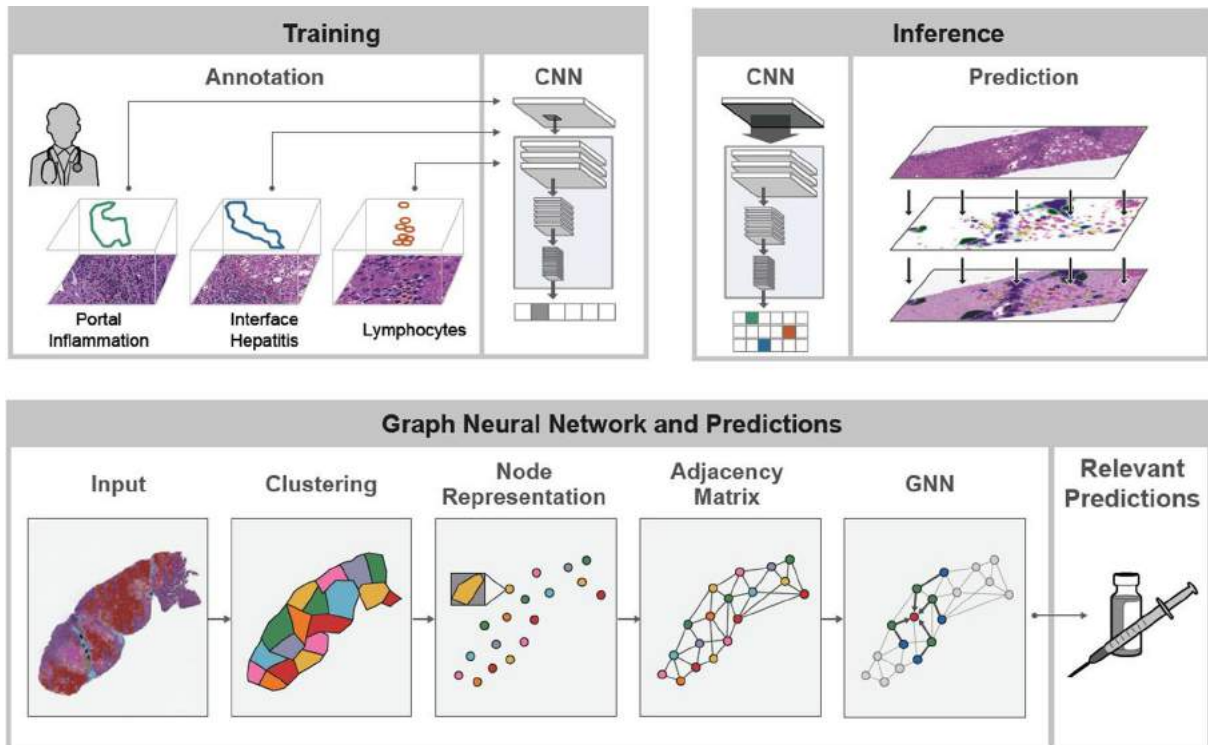 Training
Annotation
CNN
Portal
Inflammation
Interface
Hepatitis
Lymphocytes
Inference
CNN
Prediction
Graph Neural Network and Predictions
Input
Clustering
Node
Representation
Adjacency
Matrix
GNN
Relevant
Predictions